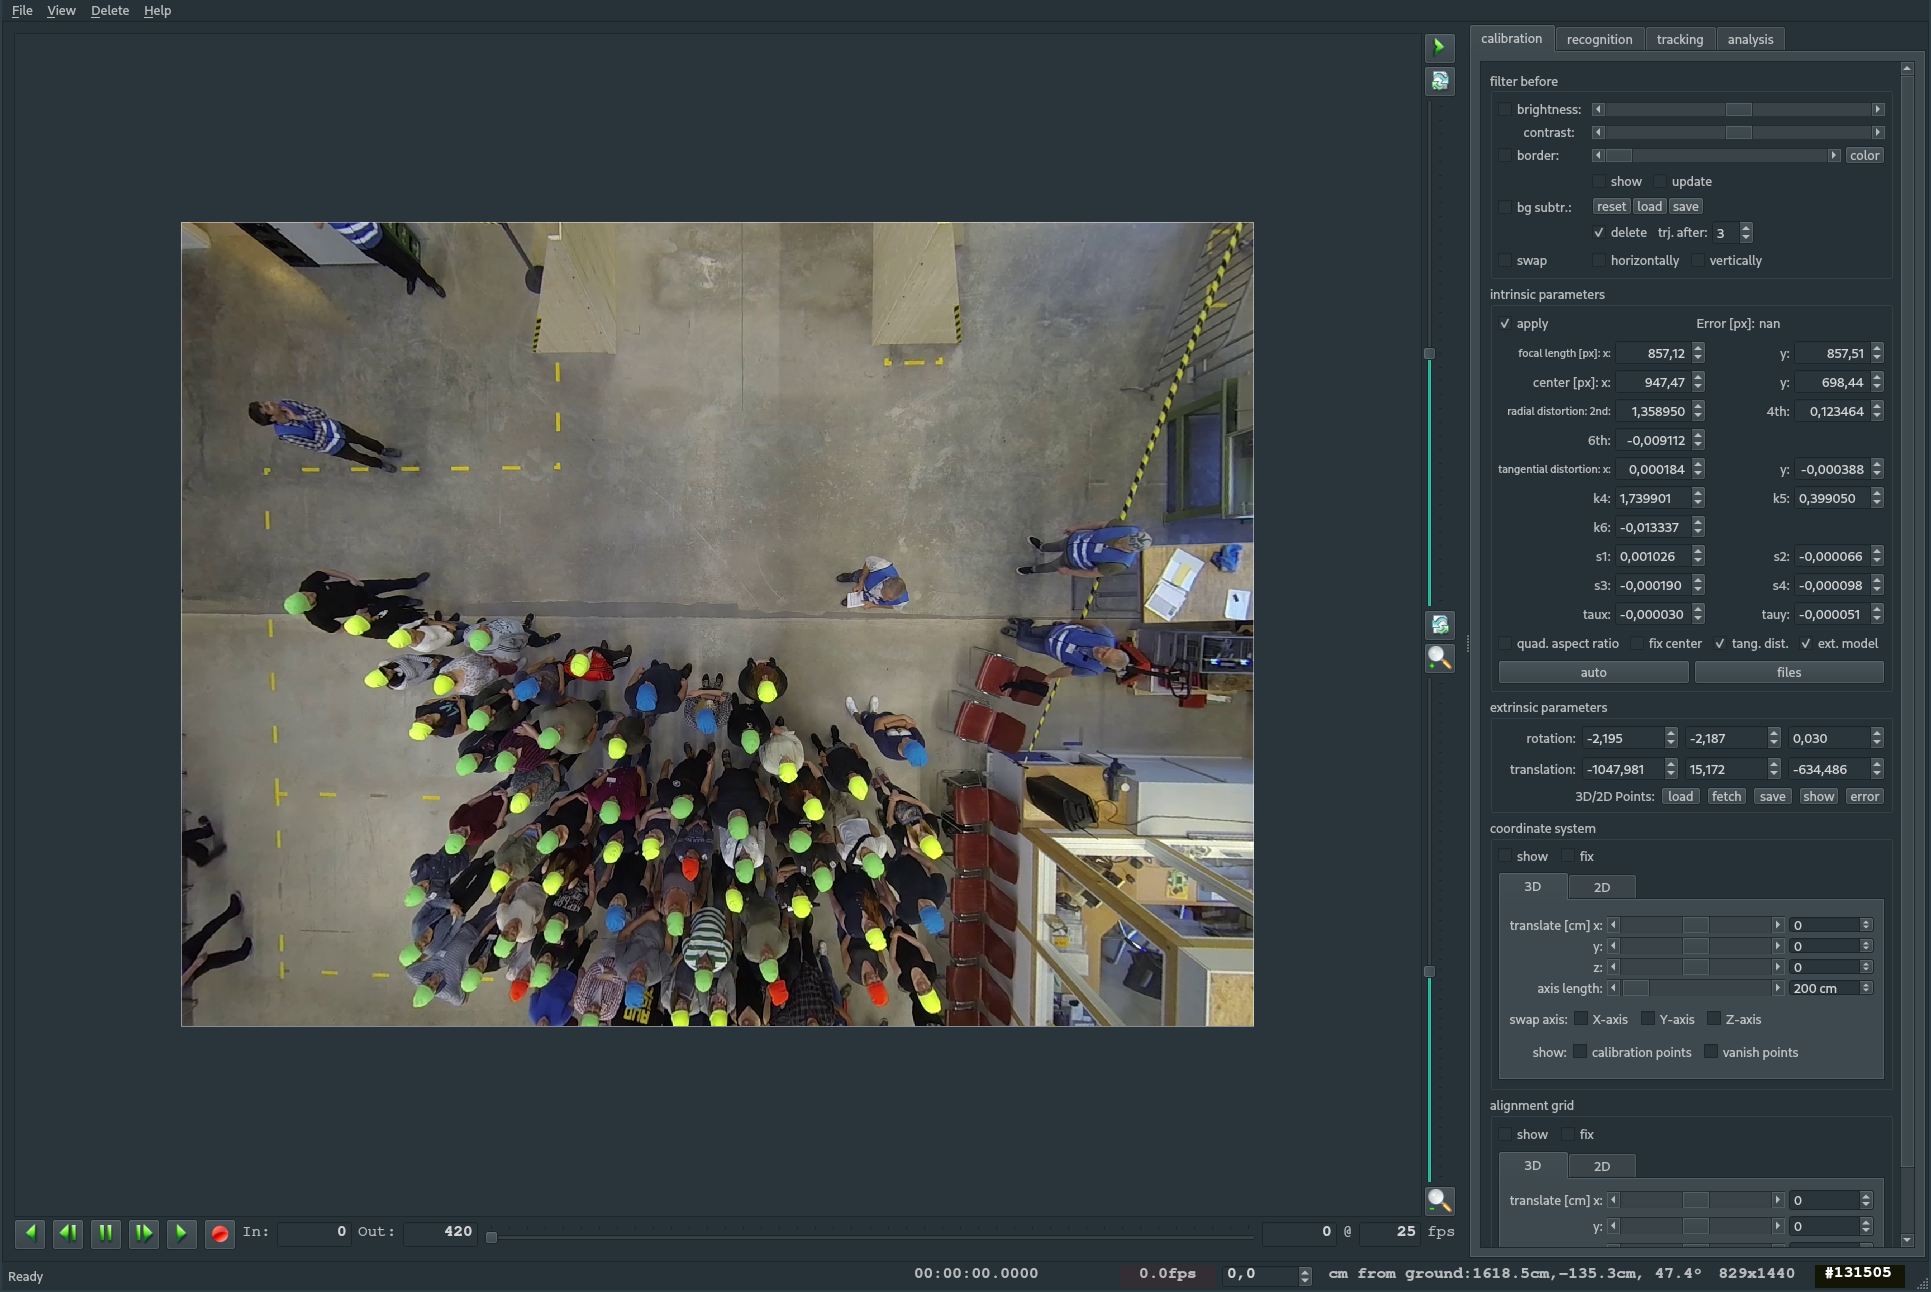 File View Delete Help
calibration recognition tracking analysis
filter before
brightness:
contrast:
border: color
show update
bg subtr.: reset load save
delete trj. after: 3
swap horizontally vertically
intrinsic parameters
apply Error [px]: nan
focal length [px]: x: 857,12 y: 857,51
center [px]: x: 947,47 y: 698,44
radial distortion: 2nd: 1,358950 4th: 0,123464
6th: -0,009112
tangential distortion: x: 0,000184 y: -0,000388
k4: 1,739901 k5: 0,399050
k6: -0,013337
s1: 0,001026 s2: -0,000066
s3: -0,000190 s4: -0,000098
taux: -0,000030 tauy: -0,000051
quad. aspect ratio fix center tang. dist. ext. model
auto files
extrinsic parameters
rotation: -2,195 -2,187 0,030
translation: -1047,981 15,172 -634,486
3D/2D Points: load fetch save show error
coordinate system
show fix
3D 2D
translate [cm] x: 0
y: 0
z: 0
axis length: 200 cm
swap axis: X-axis Y-axis Z-axis
show: calibration points vanish points
alignment grid
show fix
3D 2D
translate [cm] x: 0
y: 0
In: 0 Out: 420 0 @ 25 fps
Ready 00:00:00.0000 0.0fps 0,0 cm from ground:1618.5cm,-135.3cm, 47.4° 829x1440 #131505